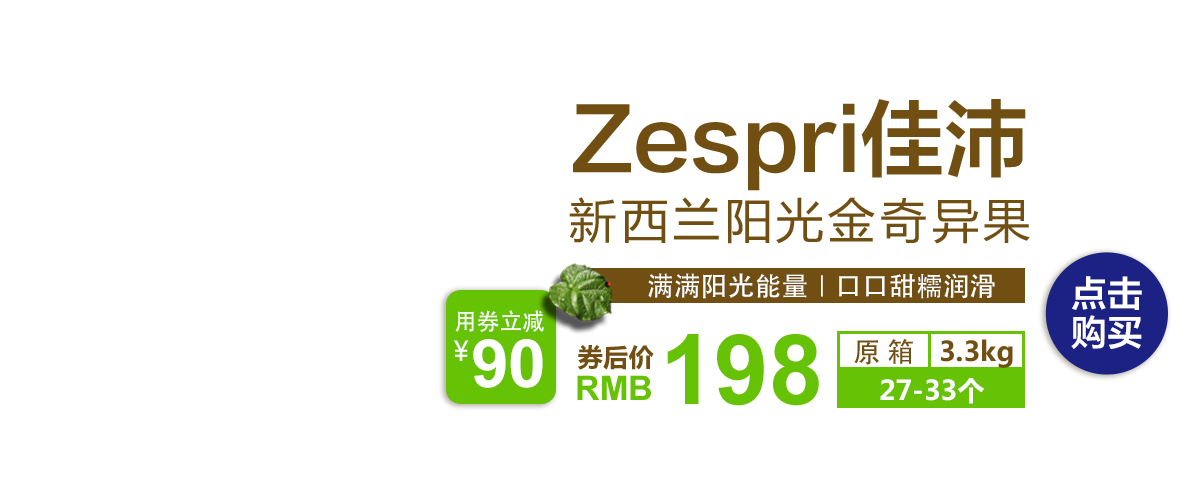 Zespri佳沛
新西兰阳光金奇异果
满满阳光能量｜口口甜糯润滑
用券立减
¥90
券后价
RMB 198
原箱 3.3kg
27-33个
点击
购买